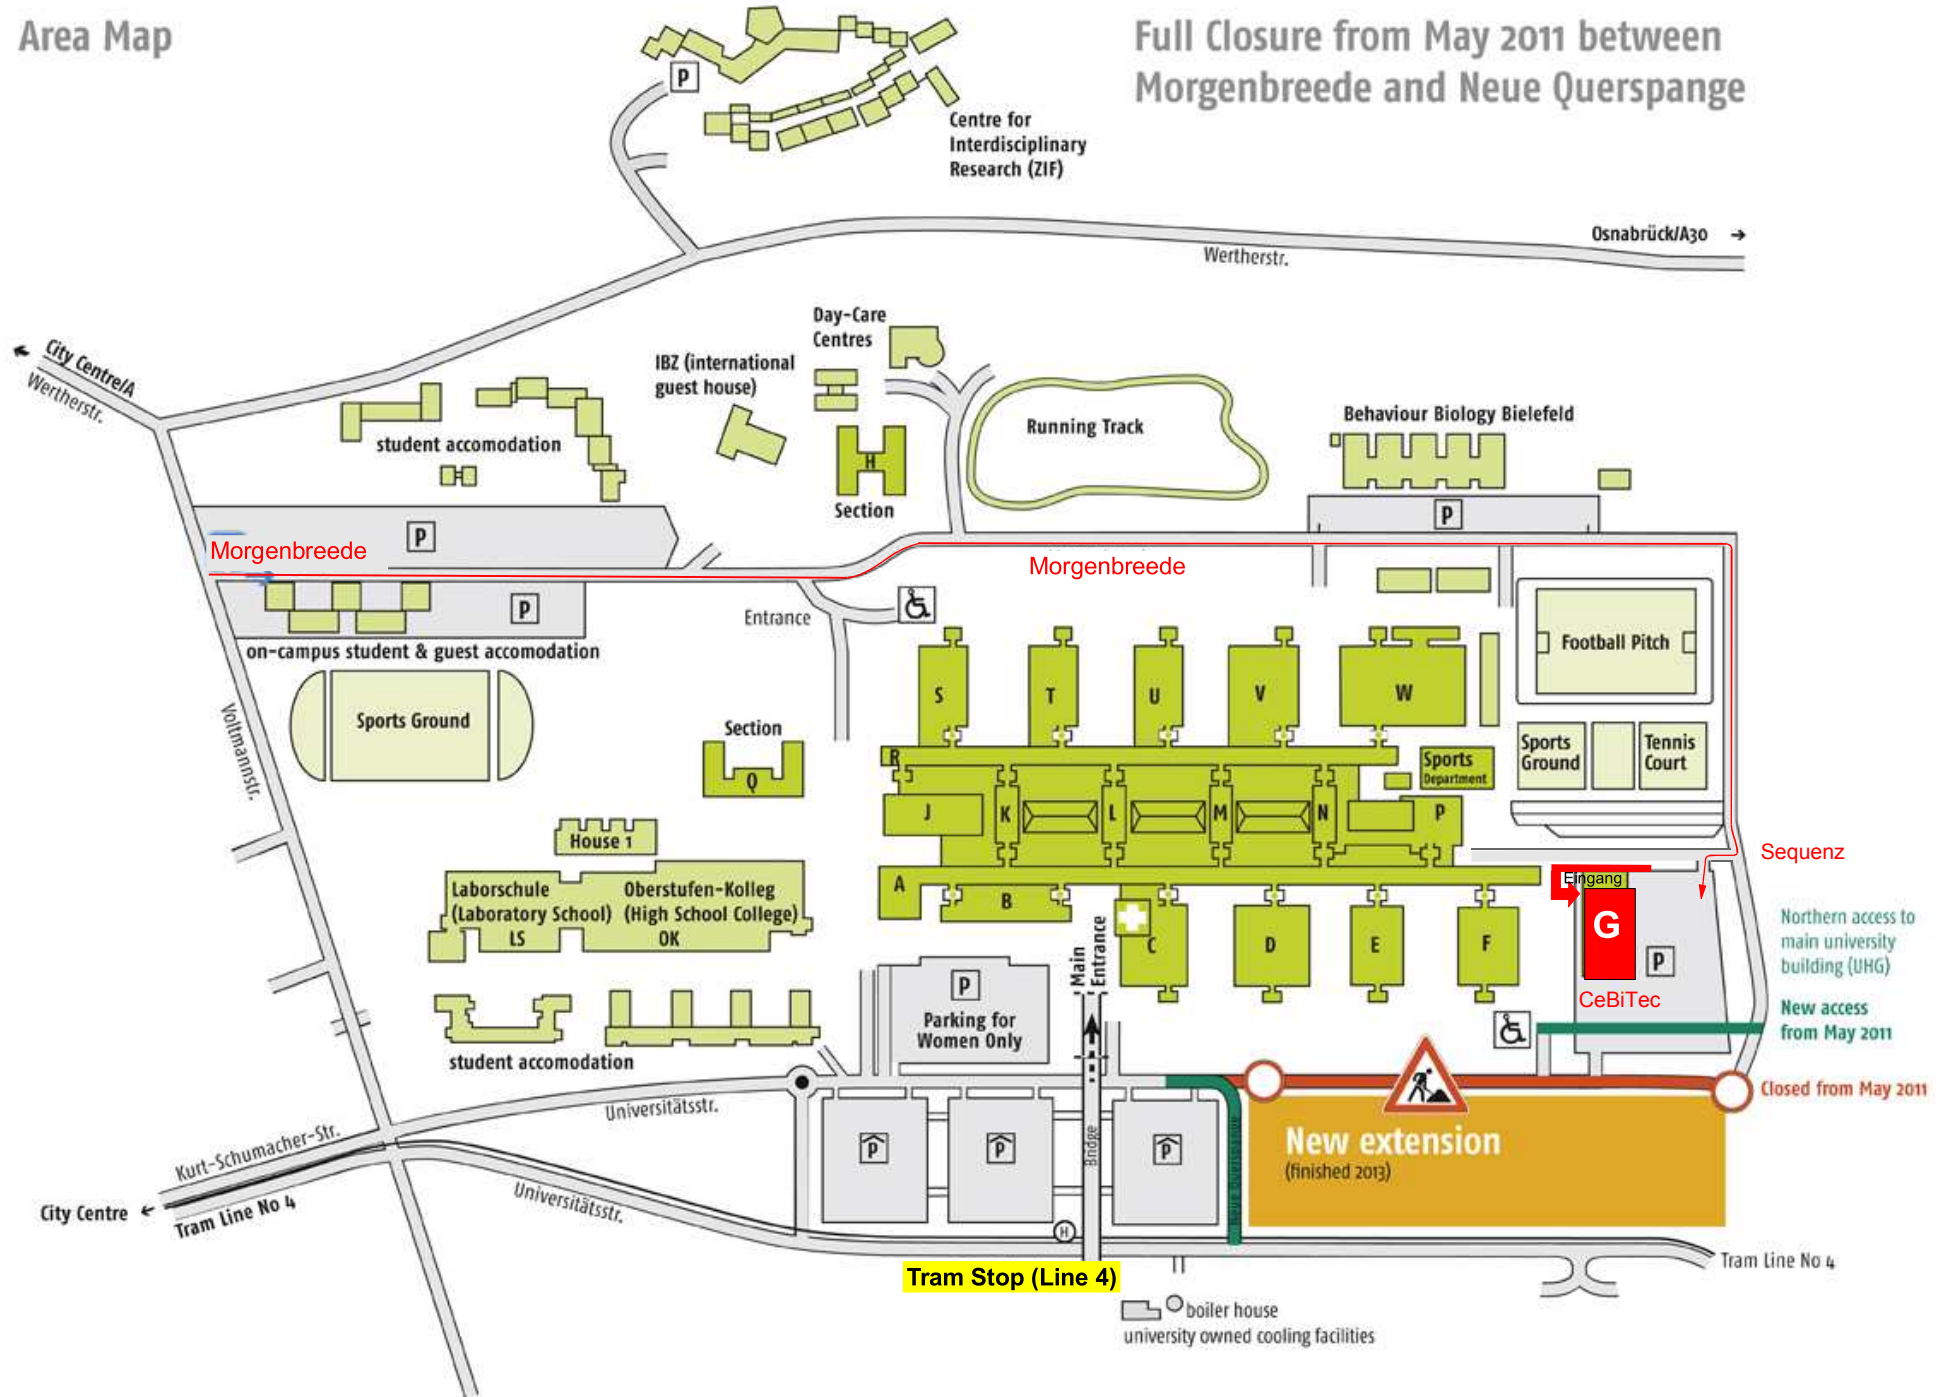 Area Map
Full Closure from May 2011 between
Morgenbreede and Neue Querspange
P
Centre for
Interdisciplinary
Research (ZIF)
Osnabrück/A30 →
Wertherstr.
City Centre/A
Wertherstr.
Day-Care
Centres
IBZ (international
guest house)
student accomodation
H
Section
Running Track
Behaviour Biology Bielefeld
P
P
Morgenbreede
Morgenbreede
P
Entrance
on-campus student & guest accomodation
Football Pitch
Sports Ground
Voltmannstr.
Section
Q
S
T
U
V
W
R
Sports
Department
Sports
Ground
Tennis
Court
J
K
L
M
N
P
House 1
Sequenz
Laborschule
(Laboratory School)
LS
Oberstufen-Kolleg
(High School College)
OK
A
B
C
D
E
F
Eingang
G
P
CeBiTec
Main
Entrance
Northern access to
main university
building (UHG)
New access
from May 2011
P
Parking for
Women Only
student accomodation
Closed from May 2011
Universitätsstr.
Kurt-Schumacher-Str.
P
P
P
Bridge
Neue Querspange
New extension
(finished 2013)
City Centre ←
Tram Line No 4
Universitätsstr.
H
Tram Stop (Line 4)
Tram Line No 4
boiler house
university owned cooling facilities